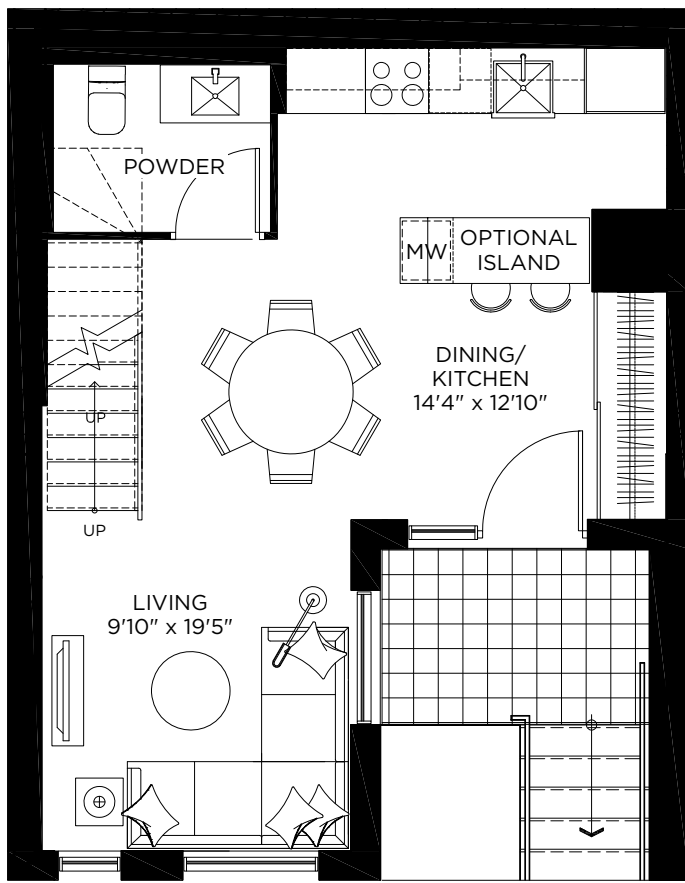 POWDER
MW
OPTIONAL
ISLAND
DINING/
KITCHEN
14'4" x 12'10"
UP
UP
LIVING
9'10" x 19'5"